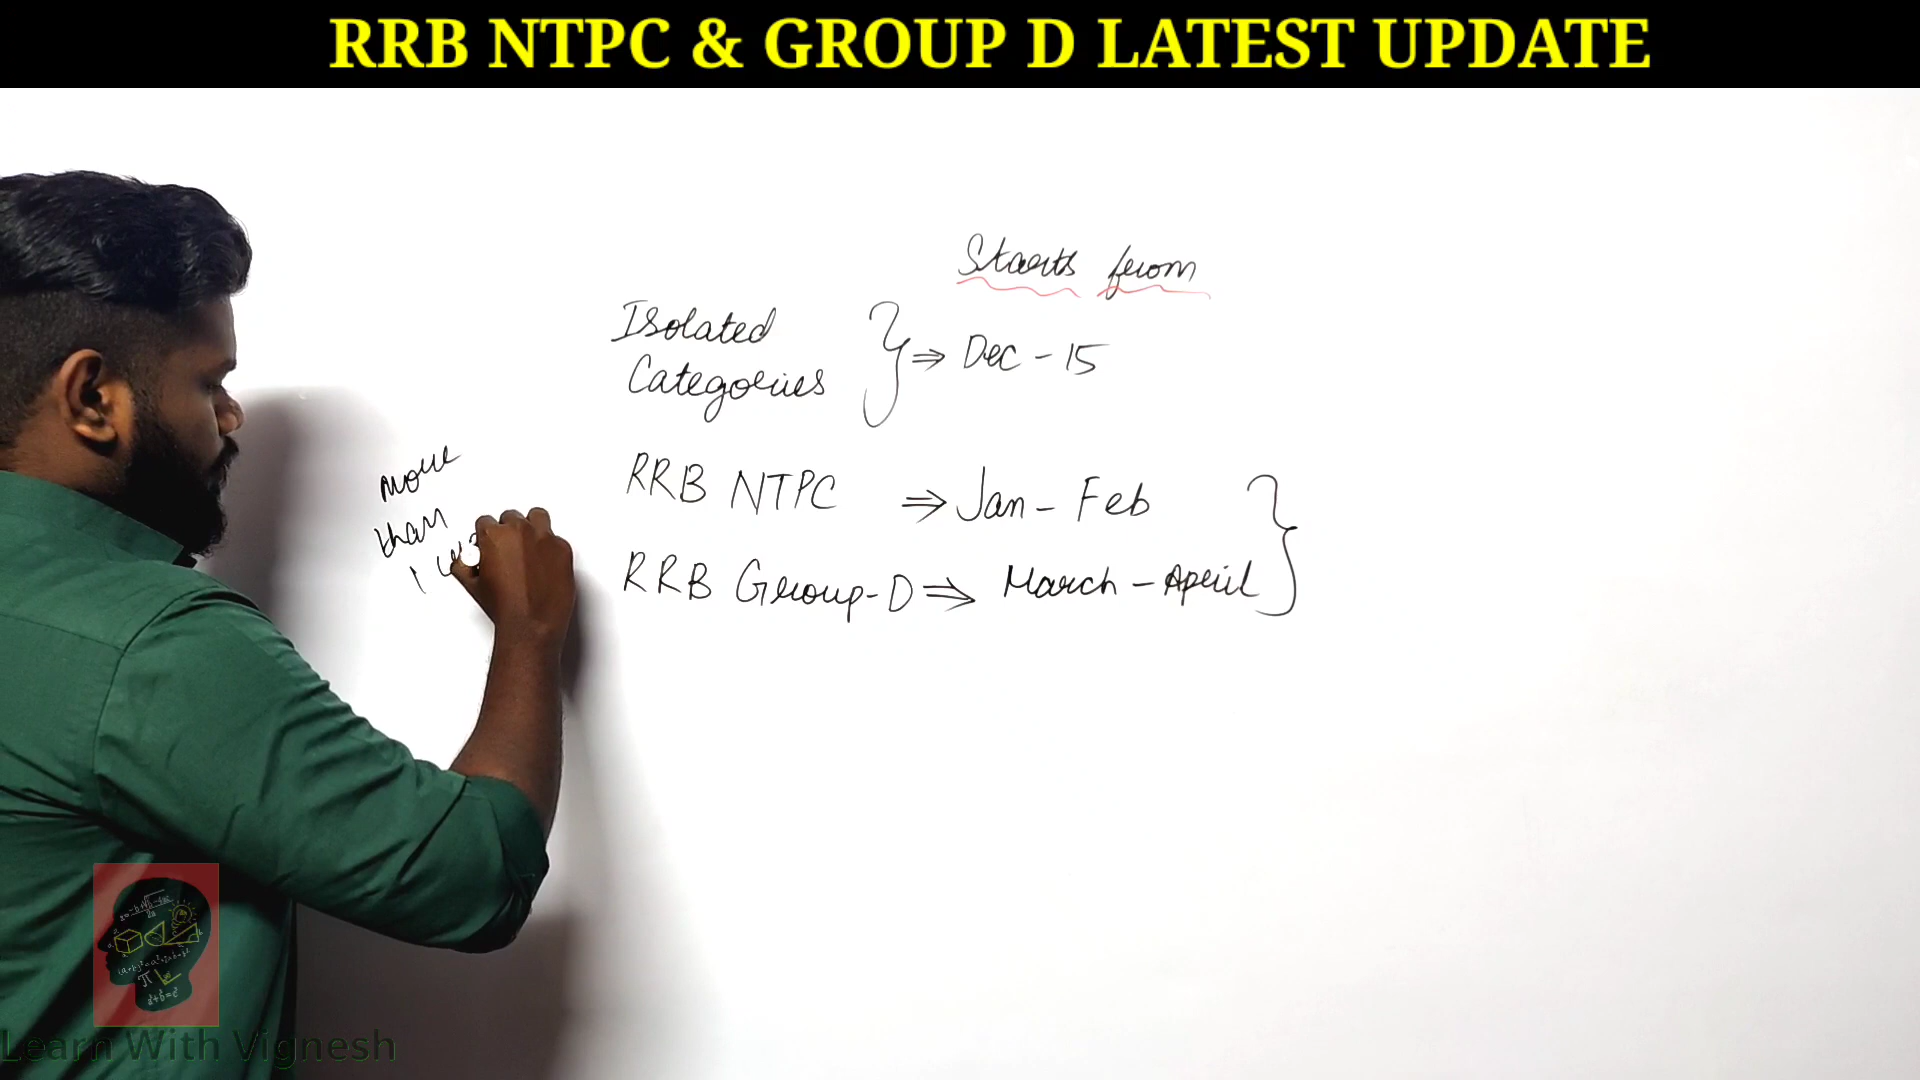 RRB NTPC & GROUP D LATEST UPDATE
Starts from
Isolated
Categories } ⇒ Dec - 15
more
than
1
RRB NTPC ⇒ Jan - Feb
RRB Group-D ⇒ March - April }
Learn With Vignesh